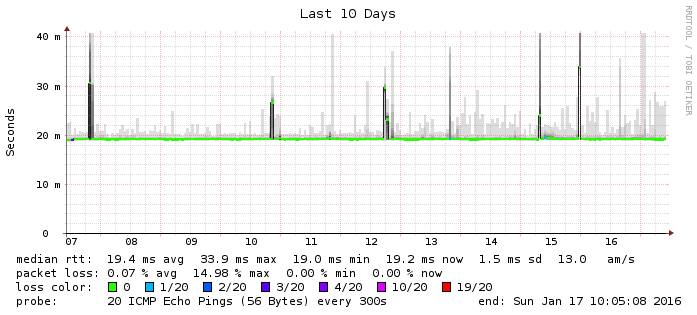 Last 10 Days
RRDTOOL / TOBI OETIKER
Seconds
40 m
30 m
20 m
10 m
0
07 08 09 10 11 12 13 14 15 16
median rtt: 19.4 ms avg 33.9 ms max 19.0 ms min 19.2 ms now 1.5 ms sd 13.0 am/s
packet loss: 0.07 % avg 14.98 % max 0.00 % min 0.00 % now
loss color: 0 1/20 2/20 3/20 4/20 10/20 19/20
probe: 20 ICMP Echo Pings (56 Bytes) every 300s end: Sun Jan 17 10:05:08 2016